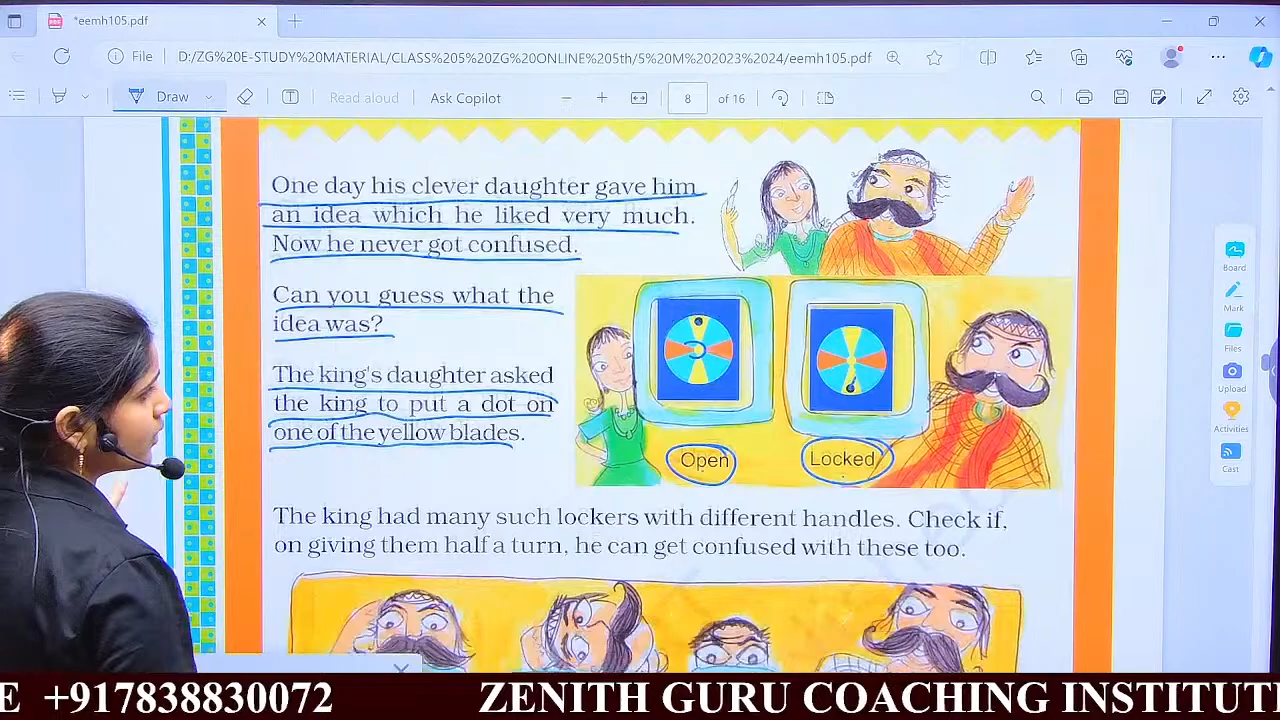 *eemh105.pdf
File
D:/ZG%20E-STUDY%20MATERIAL/CLASS%205%20ZG%20ONLINE%205th/5%20M%202023%2024/eemh105.pdf
Draw
Read aloud
Ask Copilot
8
of 16
One day his clever daughter gave him
an idea which he liked very much.
Now he never got confused.
Can you guess what the
idea was?
The king's daughter asked
the king to put a dot on
one of the yellow blades.
Open
Locked
The king had many such lockers with different handles. Check if,
on giving them half a turn, he can get confused with these too.
Board
Mark
Files
Upload
Activities
Cast
E +917838830072
ZENITH GURU COACHING INSTITUT